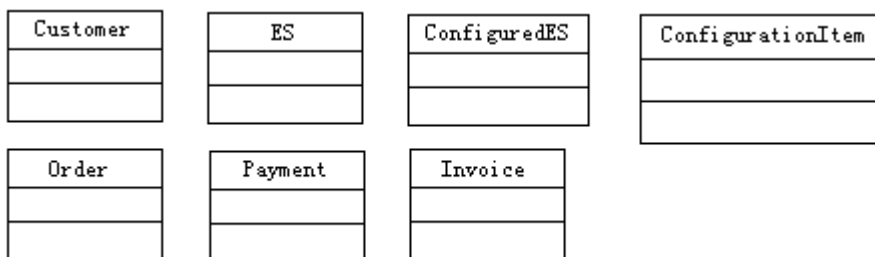 Customer
ES
ConfiguredES
ConfigurationItem
Order
Payment
Invoice